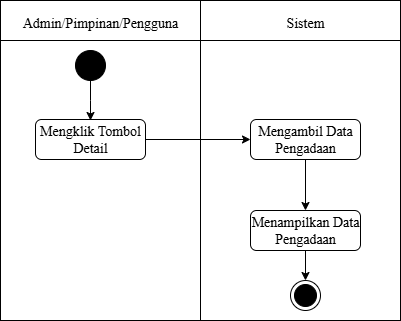 Admin/Pimpinan/Pengguna
Sistem
Mengklik Tombol
Detail
Mengambil Data
Pengadaan
Menampilkan Data
Pengadaan